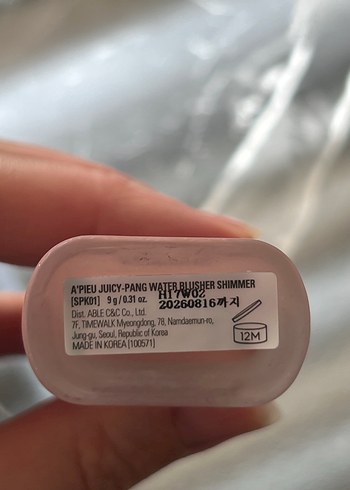 A'PIEU JUICY-PANG WATER BLUSHER SHIMMER
[SPK01] 9 g / 0.31 oz. H17W02
20260816까지
Dist. ABLE C&C Co., Ltd.
7F, TIMEWALK Myeongdong, 78, Namdaemun-ro,
Jung-gu, Seoul, Republic of Korea
MADE IN KOREA [100571]
12M